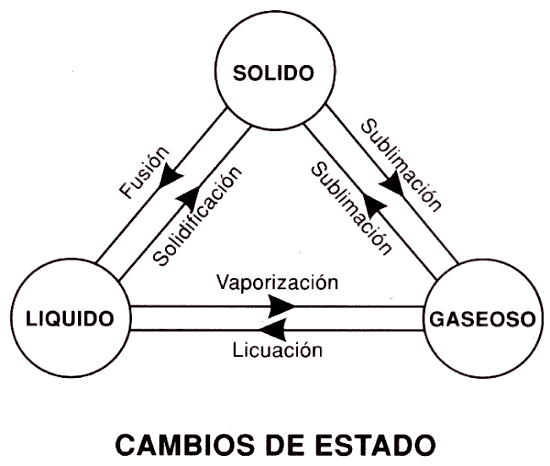 SOLIDO
Fusión
Solidificación
Sublimación
Sublimación
LIQUIDO
Vaporización
GASEOSO
Licuación
CAMBIOS DE ESTADO